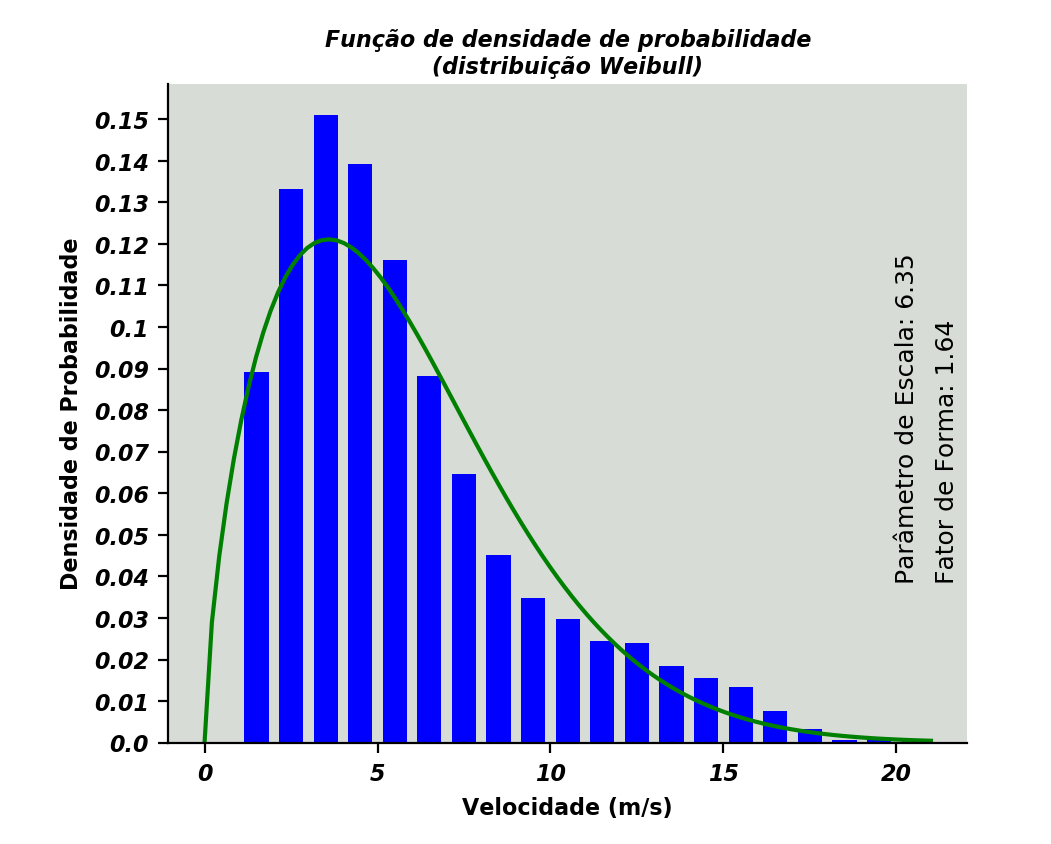 Função de densidade de probabilidade
(distribuição Weibull)
Densidade de Probabilidade
0.15
0.14
0.13
0.12
0.11
0.1
0.09
0.08
0.07
0.06
0.05
0.04
0.03
0.02
0.01
0.0
Parâmetro de Escala: 6.35
Fator de Forma: 1.64
0 5 10 15 20
Velocidade (m/s)